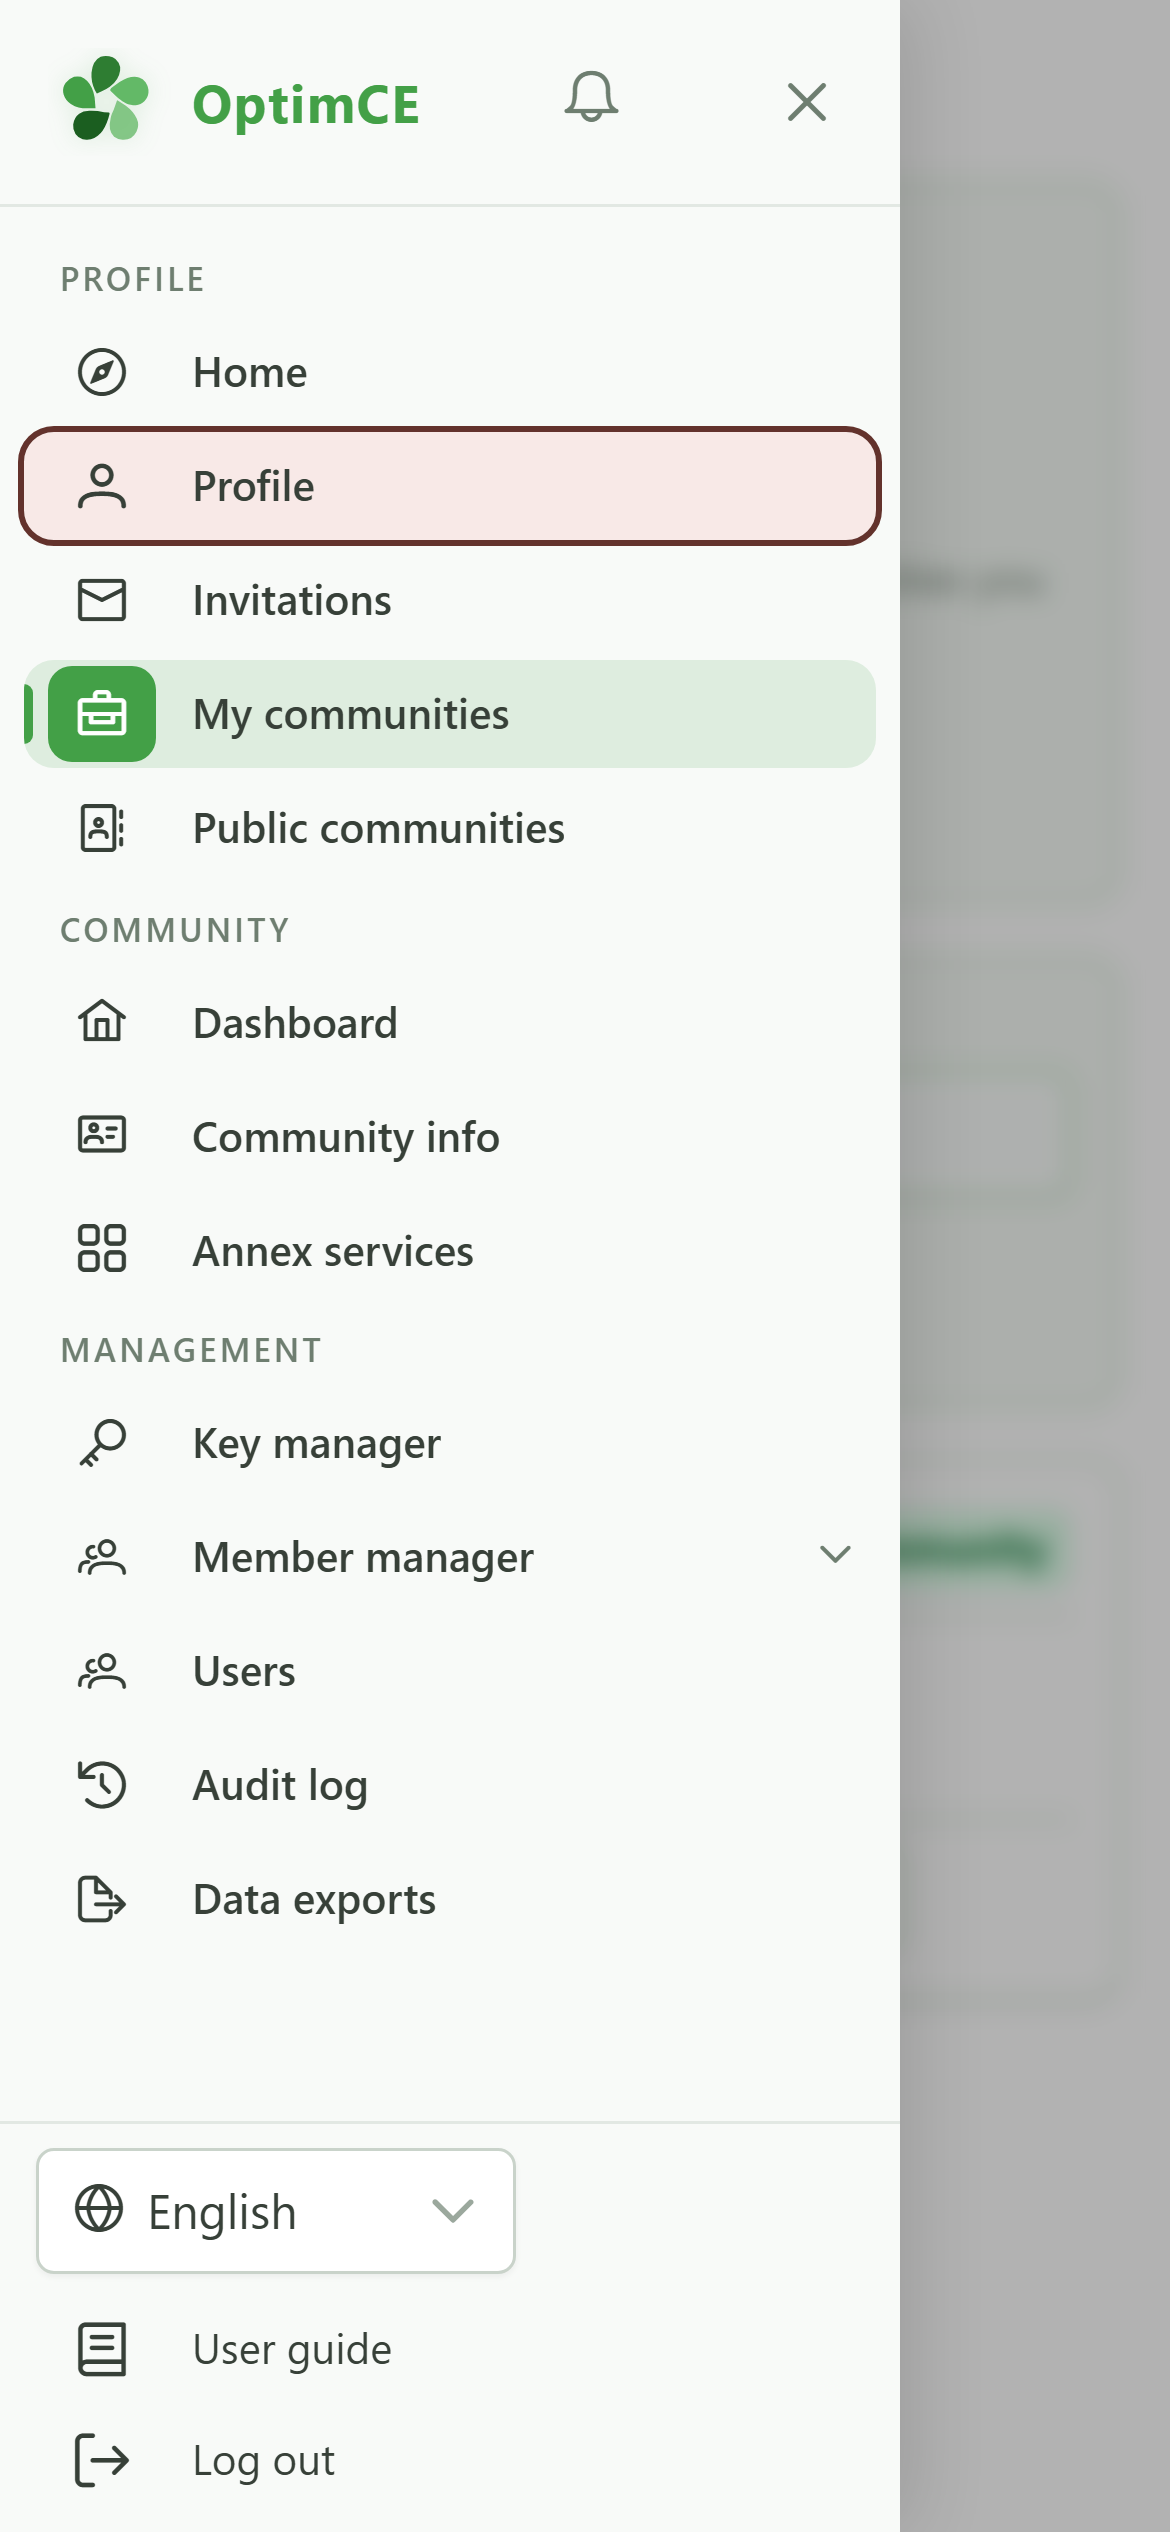 OptimCE
PROFILE
Home
Profile
Invitations
My communities
Public communities
COMMUNITY
Dashboard
Community info
Annex services
MANAGEMENT
Key manager
Member manager
Users
Audit log
Data exports
English
User guide
Log out